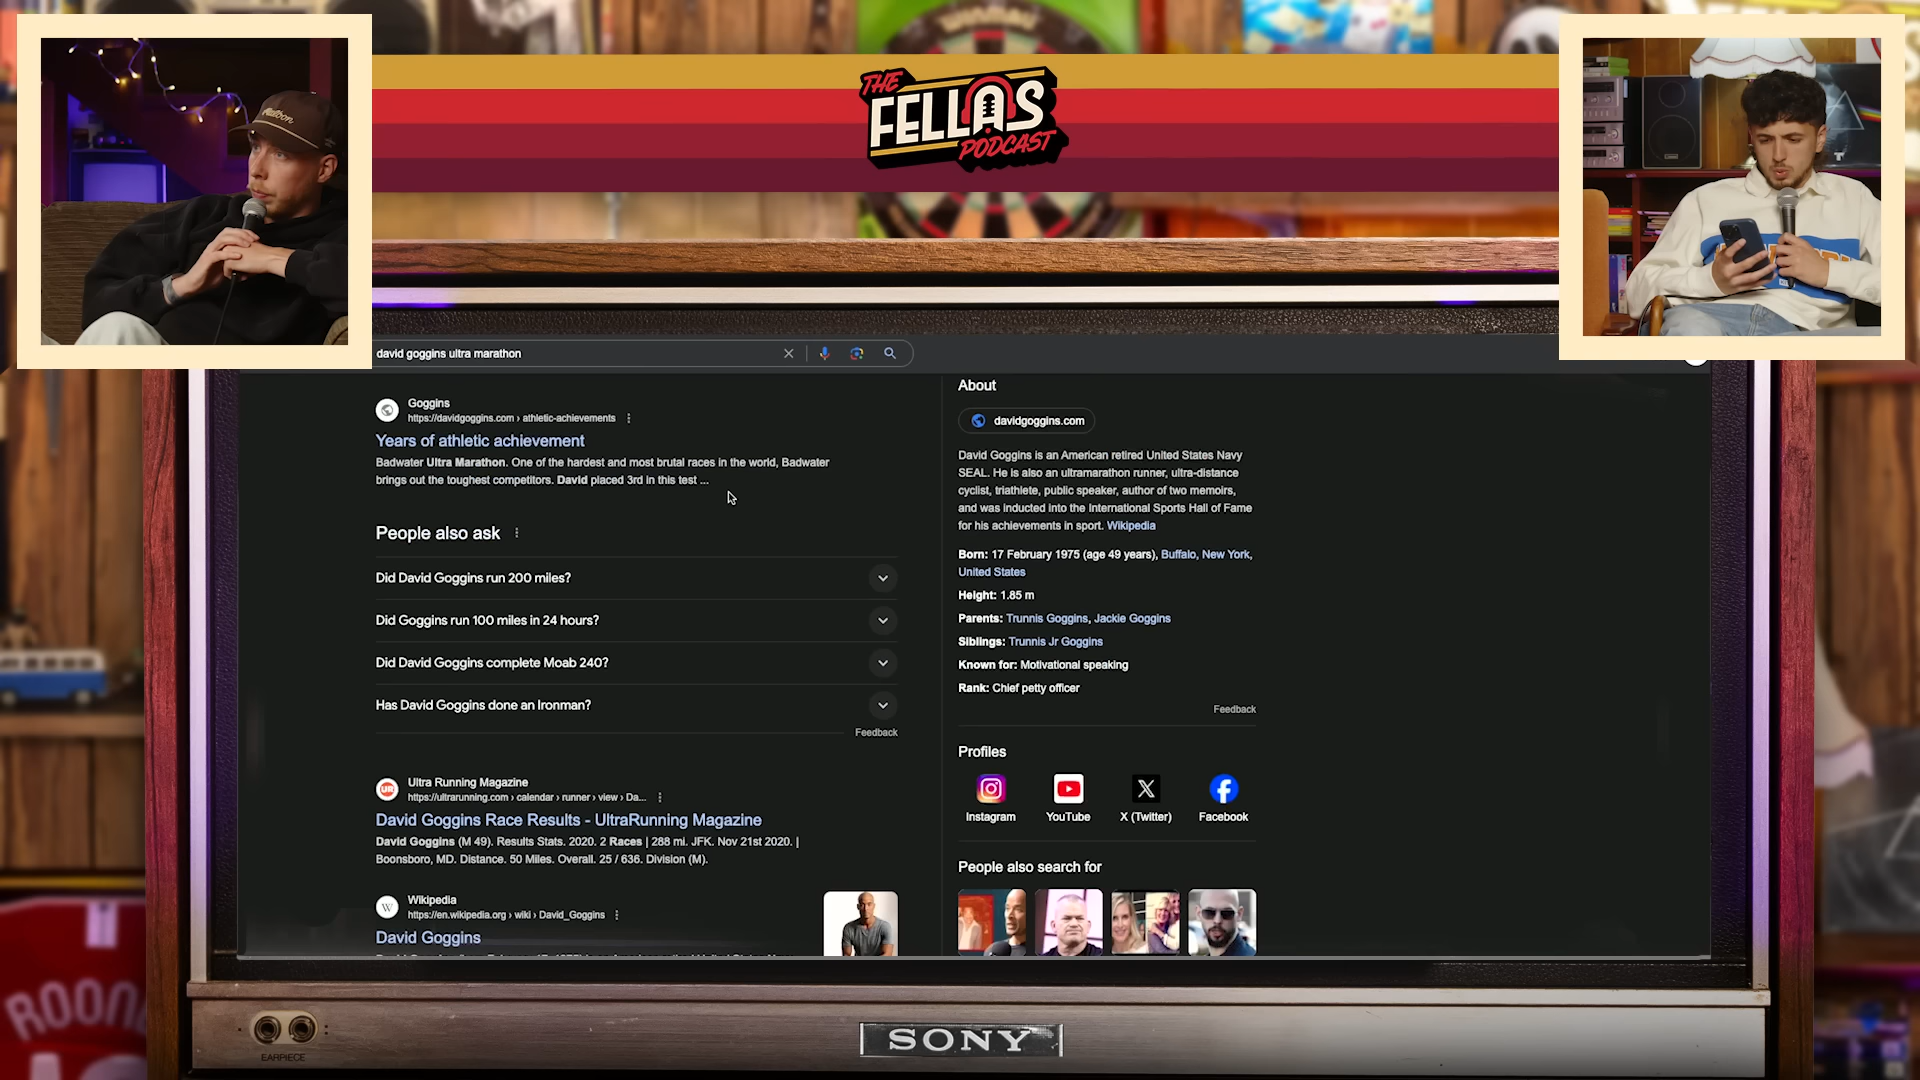 winmau
THE
FELLAS
PODCAST
david goggins ultra marathon
Goggins
https://davidgoggins.com › athletic-achievements
Years of athletic achievement
Badwater Ultra Marathon. One of the hardest and most brutal races in the world, Badwater
brings out the toughest competitors. David placed 3rd in this test ...
People also ask
Did David Goggins run 200 miles?
Did Goggins run 100 miles in 24 hours?
Did David Goggins complete Moab 240?
Has David Goggins done an Ironman?
Feedback
Ultra Running Magazine
https://ultrarunning.com › calendar › runner › view › Da...
David Goggins Race Results - UltraRunning Magazine
David Goggins (M 49). Results Stats. 2020. 2 Races | 288 mi. JFK. Nov 21st 2020. |
Boonsboro, MD. Distance. 50 Miles. Overall. 25 / 636. Division (M).
Wikipedia
https://en.wikipedia.org › wiki › David_Goggins
David Goggins
About
davidgoggins.com
David Goggins is an American retired United States Navy
SEAL. He is also an ultramarathon runner, ultra-distance
cyclist, triathlete, public speaker, author of two memoirs,
and was inducted into the International Sports Hall of Fame
for his achievements in sport. Wikipedia
Born: 17 February 1975 (age 49 years), Buffalo, New York,
United States
Height: 1.85 m
Parents: Trunnis Goggins, Jackie Goggins
Siblings: Trunnis Jr Goggins
Known for: Motivational speaking
Rank: Chief petty officer
Feedback
Profiles
Instagram
YouTube
X (Twitter)
Facebook
People also search for
EARPIECE
SONY